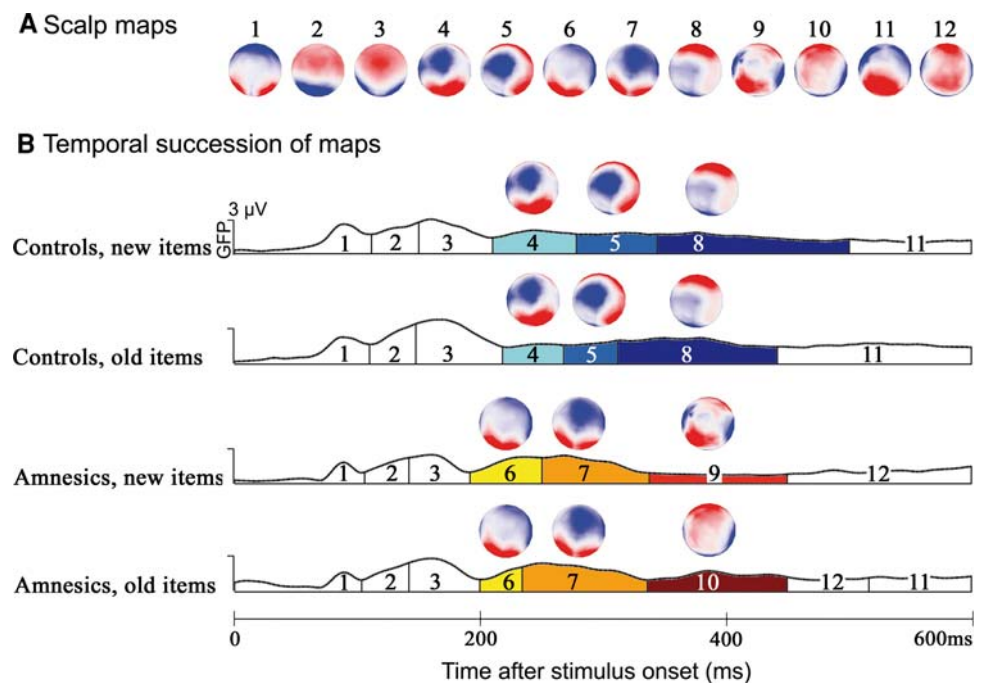 A Scalp maps
1 2 3 4 5 6 7 8 9 10 11 12
B Temporal succession of maps
3 µV
GFP
Controls, new items 1 2 3 4 5 8 11
Controls, old items 1 2 3 4 5 8 11
Amnesics, new items 1 2 3 6 7 9 12
Amnesics, old items 1 2 3 6 7 10 12 11
0 200 400 600ms
Time after stimulus onset (ms)